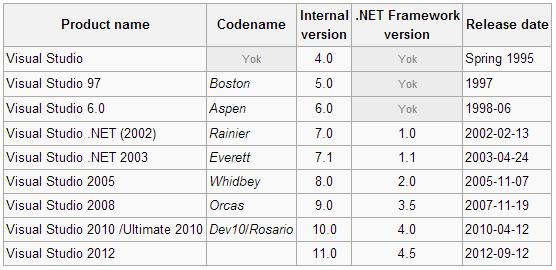 Product name Codename Internal version .NET Framework version Release date
Visual Studio Yok 4.0 Yok Spring 1995
Visual Studio 97 Boston 5.0 Yok 1997
Visual Studio 6.0 Aspen 6.0 Yok 1998-06
Visual Studio .NET (2002) Rainier 7.0 1.0 2002-02-13
Visual Studio .NET 2003 Everett 7.1 1.1 2003-04-24
Visual Studio 2005 Whidbey 8.0 2.0 2005-11-07
Visual Studio 2008 Orcas 9.0 3.5 2007-11-19
Visual Studio 2010 /Ultimate 2010 Dev10/Rosario 10.0 4.0 2010-04-12
Visual Studio 2012 11.0 4.5 2012-09-12